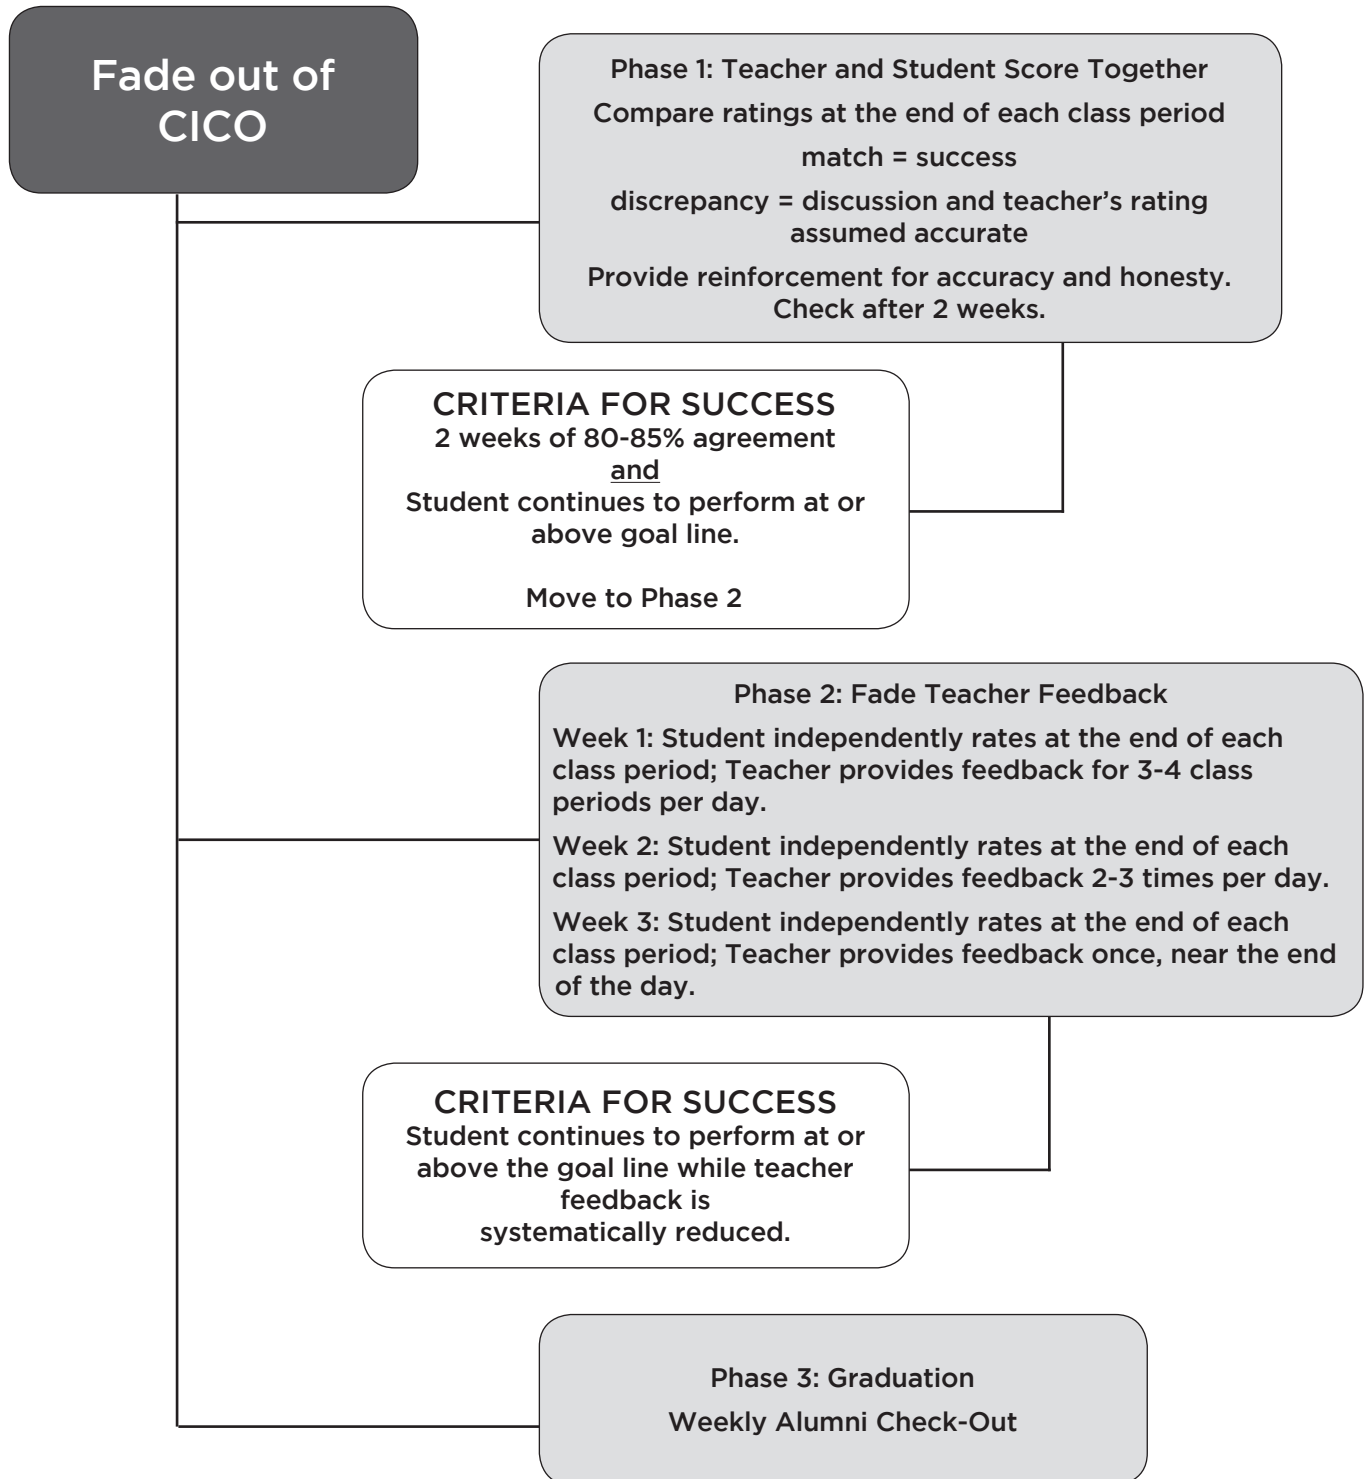 Fade out of
CICO
Phase 1: Teacher and Student Score Together
Compare ratings at the end of each class period
match = success
discrepancy = discussion and teacher's rating
assumed accurate
Provide reinforcement for accuracy and honesty.
Check after 2 weeks.
CRITERIA FOR SUCCESS
2 weeks of 80-85% agreement
and
Student continues to perform at or
above goal line.
Move to Phase 2
Phase 2: Fade Teacher Feedback
Week 1: Student independently rates at the end of each
class period; Teacher provides feedback for 3-4 class
periods per day.
Week 2: Student independently rates at the end of each
class period; Teacher provides feedback 2-3 times per day.
Week 3: Student independently rates at the end of each
class period; Teacher provides feedback once, near the end
of the day.
CRITERIA FOR SUCCESS
Student continues to perform at or
above the goal line while teacher
feedback is
systematically reduced.
Phase 3: Graduation
Weekly Alumni Check-Out